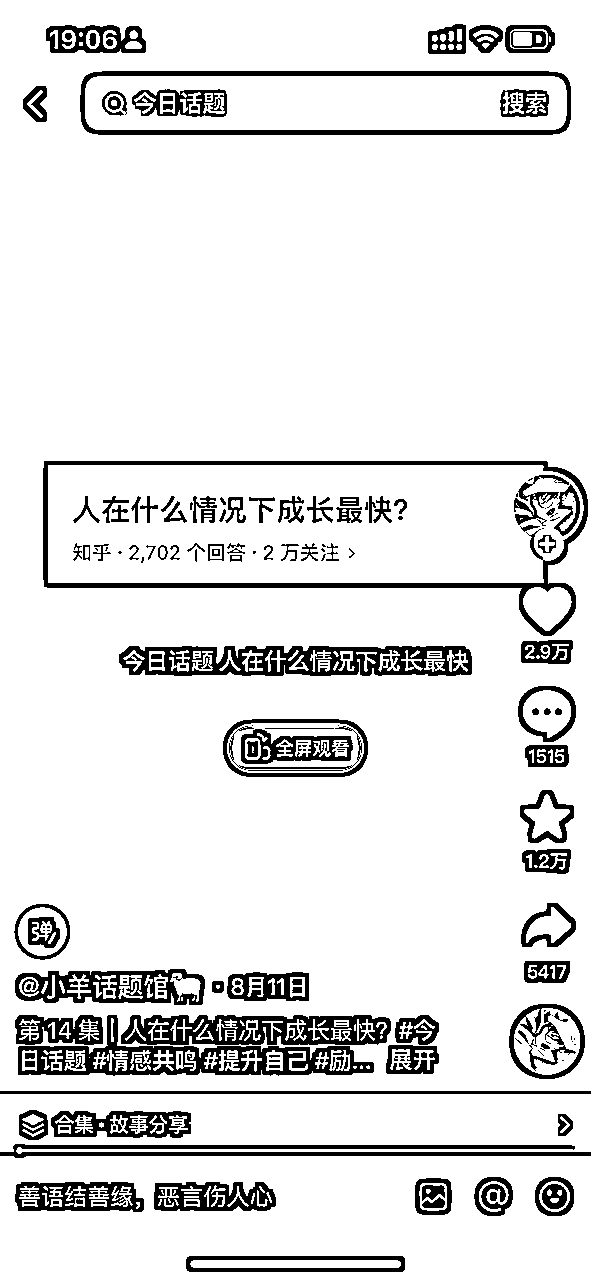 19:06
今日话题 搜索
人在什么情况下成长最快？
知乎 · 2,702 个回答 · 2 万关注 ›
2.9万
今日话题 人在什么情况下成长最快
全屏观看
1515
1.2万
弹
5417
@小羊话题馆 · 8月11日
第14集 | 人在什么情况下成长最快？#今
日话题 #情感共鸣 #提升自己 #励... 展开
合集 · 故事分享
善语结善缘，恶言伤人心